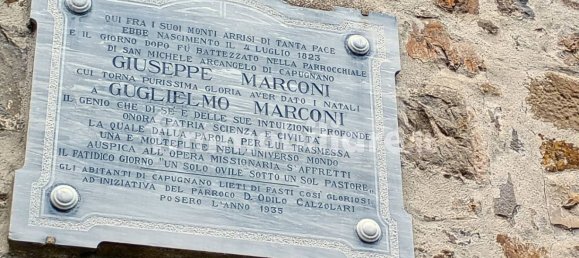 QUI FRA I SUOI MONTI ARRISI DI TANTA PACE
EBBE NASCIMENTO IL 4 LUGLIO 1823
E IL GIORNO DOPO FÙ BATTEZZATO NELLA PARROCCHIALE
DI SAN MICHELE ARCANGELO DI CAPUGNANO
GIUSEPPE MARCONI
CUI TORNA PURISSIMA GLORIA AVER DATO I NATALI
A GUGLIELMO MARCONI
IL GENIO CHE DI SE E DELLE SUE INTUIZIONI PROFONDE
ONORA PATRIA SCIENZA E CIVILTÀ
LA QUALE DALLA PAROLA PER LUI TRASMESSA
UNA E MOLTEPLICE NELL'UNIVERSO MONDO
AUSPICA ALL'OPERA MISSIONARIA S'AFFRETTI
IL FATIDICO GIORNO "UN SOLO OVILE SOTTO UN SOL PASTORE"
GLI ABITANTI DI CAPUGNANO LIETI DI FASTI COSÌ GLORIOSI
AD INIZIATIVA DEL PARROCO D. ODILO CALZOLARI
POSERO L'ANNO 1935